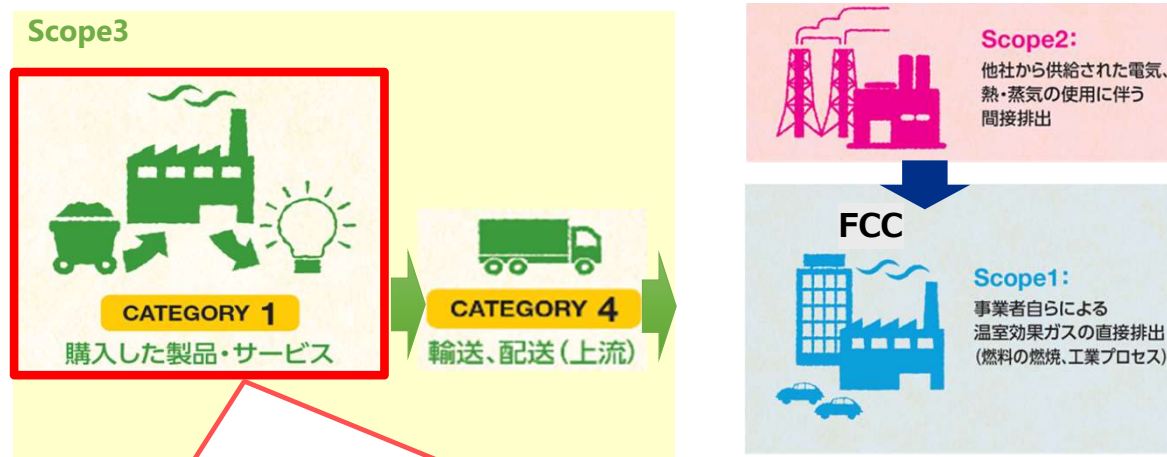 Scope3
CATEGORY 1
購入した製品・サービス
CATEGORY 4
輸送、配送(上流)
Scope2:
他社から供給された電気、
熱・蒸気の使用に伴う
間接排出
FCC
Scope1:
事業者自らによる
温室効果ガスの直接排出
(燃料の燃焼、工業プロセス)